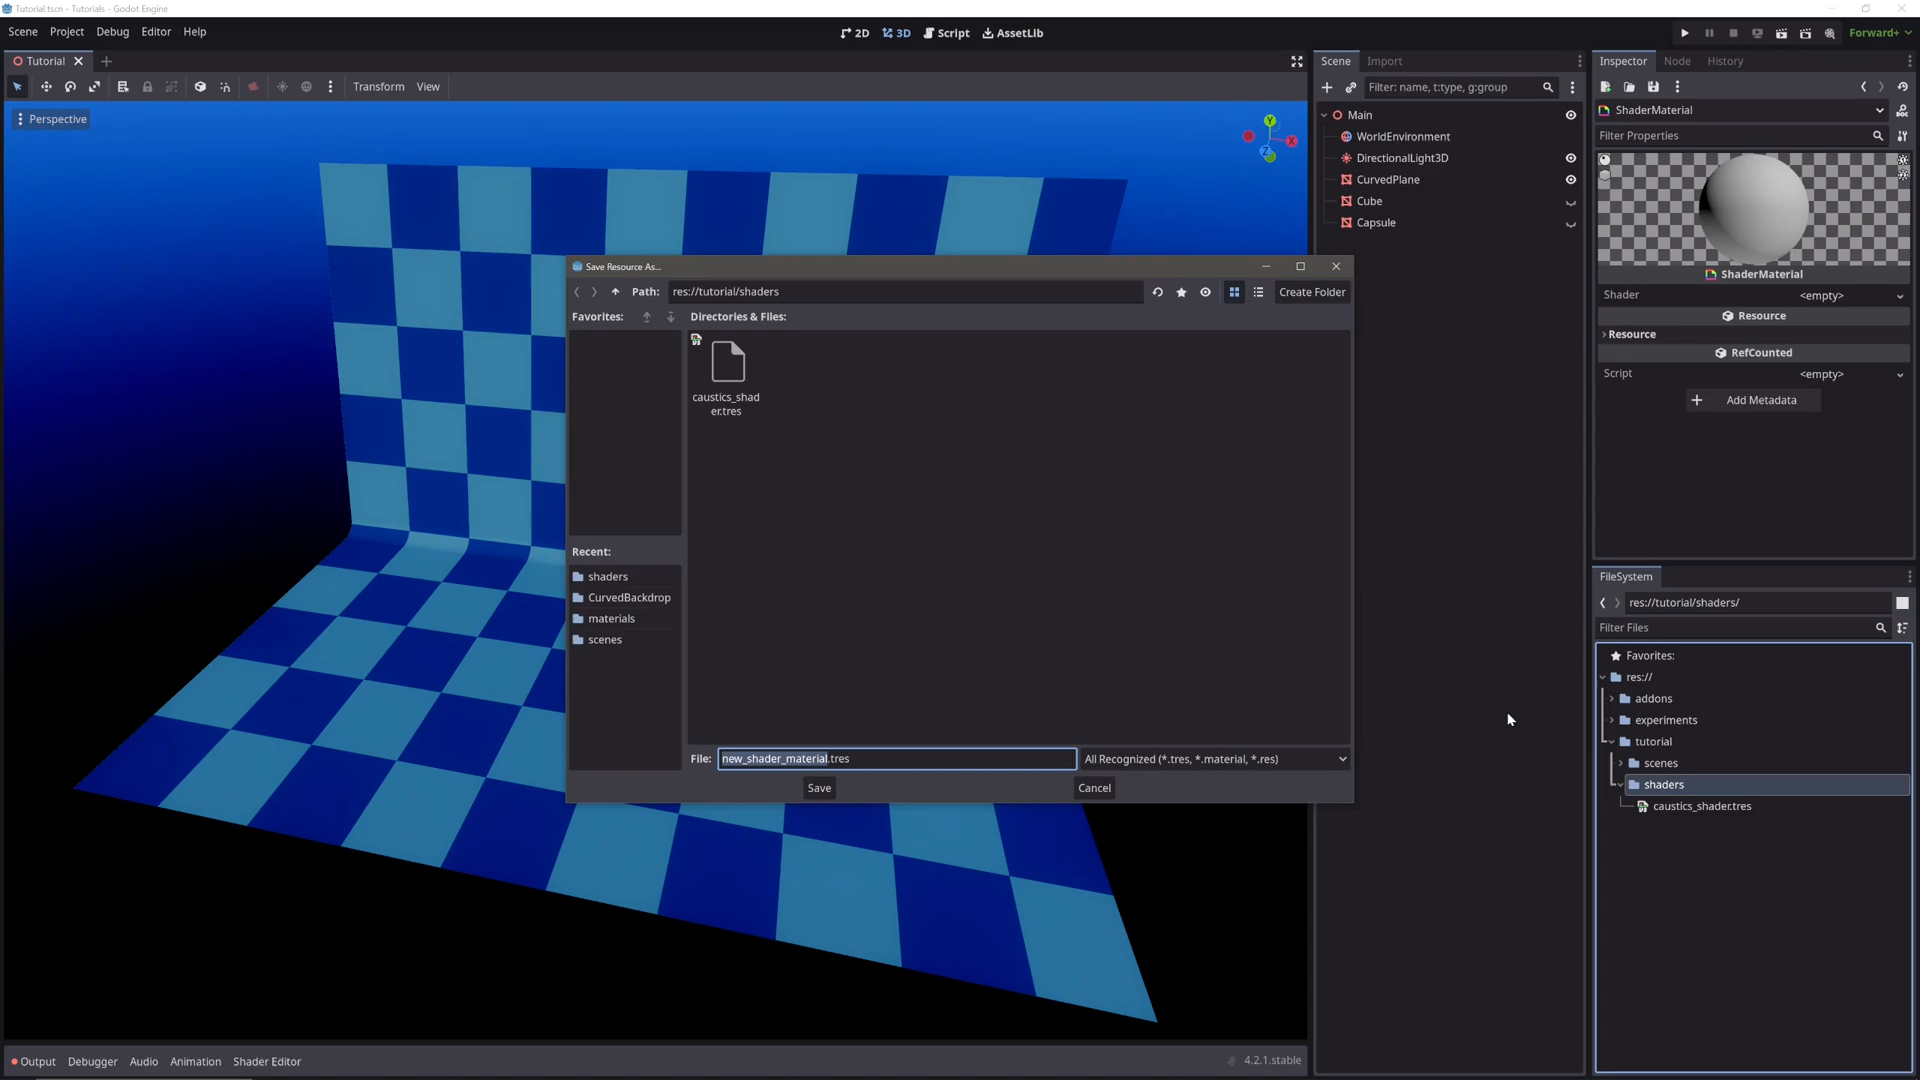 Tutorial.tscn - Tutorials - Godot Engine
Scene Project Debug Editor Help
2D 3D Script AssetLib
Forward+
Tutorial
Transform View
Perspective
Y
X
Z
Scene Import
Filter: name, t:type, g:group
Main
WorldEnvironment
DirectionalLight3D
CurvedPlane
Cube
Capsule
Save Resource As...
Path: res://tutorial/shaders
Create Folder
Favorites:
Directories & Files:
caustics_shad
er.tres
Recent:
shaders
CurvedBackdrop
materials
scenes
File: new_shader_material.tres
All Recognized (*.tres, *.material, *.res)
Save
Cancel
Inspector Node History
ShaderMaterial
Filter Properties
ShaderMaterial
Shader <empty>
Resource
Resource
RefCounted
Script <empty>
Add Metadata
FileSystem
res://tutorial/shaders/
Filter Files
Favorites:
res://
addons
experiments
tutorial
scenes
shaders
caustics_shader.tres
Output Debugger Audio Animation Shader Editor
4.2.1.stable